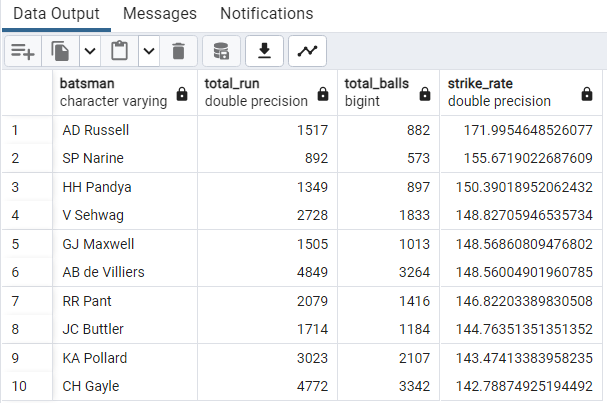 Data Output Messages Notifications
batsman total_run total_balls strike_rate
character varying double precision bigint double precision
1 AD Russell 1517 882 171.9954648526077
2 SP Narine 892 573 155.6719022687609
3 HH Pandya 1349 897 150.39018952062432
4 V Sehwag 2728 1833 148.82705946535734
5 GJ Maxwell 1505 1013 148.56860809476802
6 AB de Villiers 4849 3264 148.56004901960785
7 RR Pant 2079 1416 146.82203389830508
8 JC Buttler 1714 1184 144.76351351351352
9 KA Pollard 3023 2107 143.47413383958235
10 CH Gayle 4772 3342 142.78874925194492